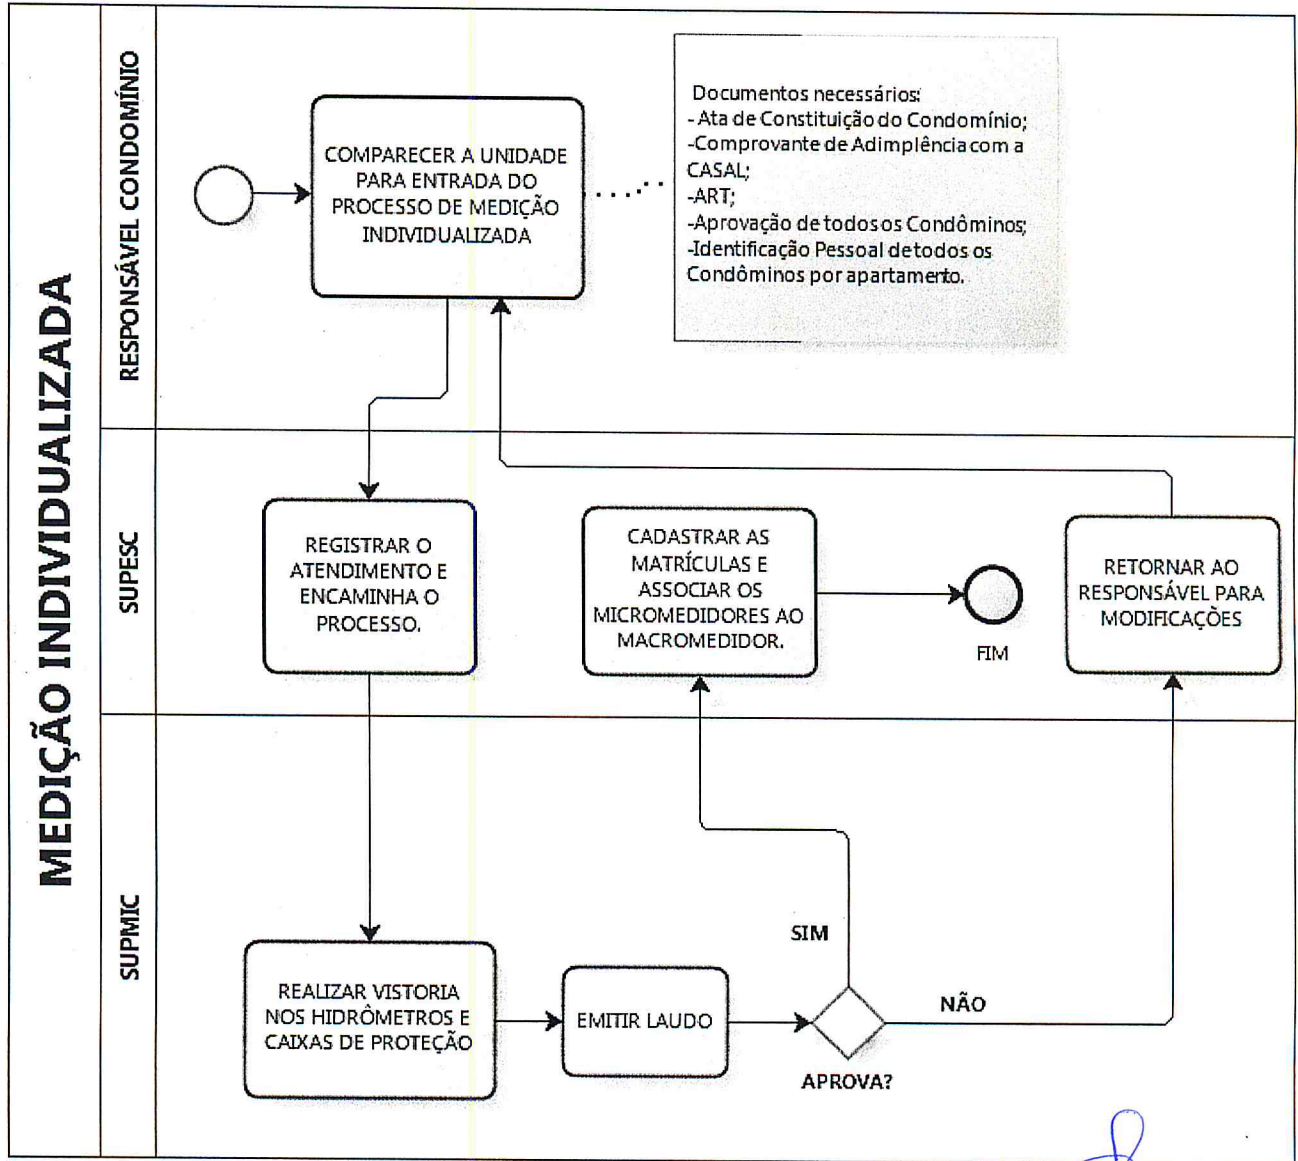 MEDIÇÃO INDIVIDUALIZADA
RESPONSÁVEL CONDOMÍNIO
COMPARECER A UNIDADE
PARA ENTRADA DO
PROCESSO DE MEDIÇÃO
INDIVIDUALIZADA
Documentos necessários:
- Ata de Constituição do Condomínio;
-Comprovante de Adimplência com a
CASAL;
-ART;
-Aprovação de todos os Condôminos;
-Identificação Pessoal de todos os
Condôminos por apartamento.
SUPESC
REGISTRAR O
ATENDIMENTO E
ENCAMINHA O
PROCESSO.
CADASTRAR AS
MATRÍCULAS E
ASSOCIAR OS
MICROMEDIDORES AO
MACROMEDIDOR.
FIM
RETORNAR AO
RESPONSÁVEL PARA
MODIFICAÇÕES
SUPMIC
REALIZAR VISTORIA
NOS HIDRÔMETROS E
CAIXAS DE PROTEÇÃO
EMITIR LAUDO
SIM
NÃO
APROVA?